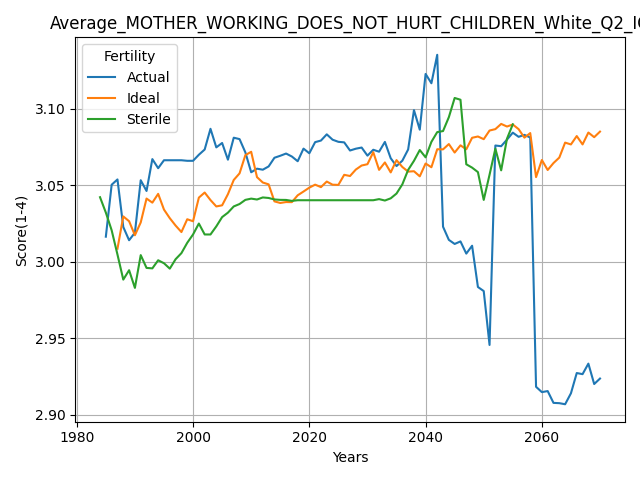 Average_MOTHER_WORKING_DOES_NOT_HURT_CHILDREN_White_Q2_IC
Fertility
Actual
Ideal
Sterile
Score(1-4)
3.10
3.05
3.00
2.95
2.90
1980
2000
2020
2040
2060
Years